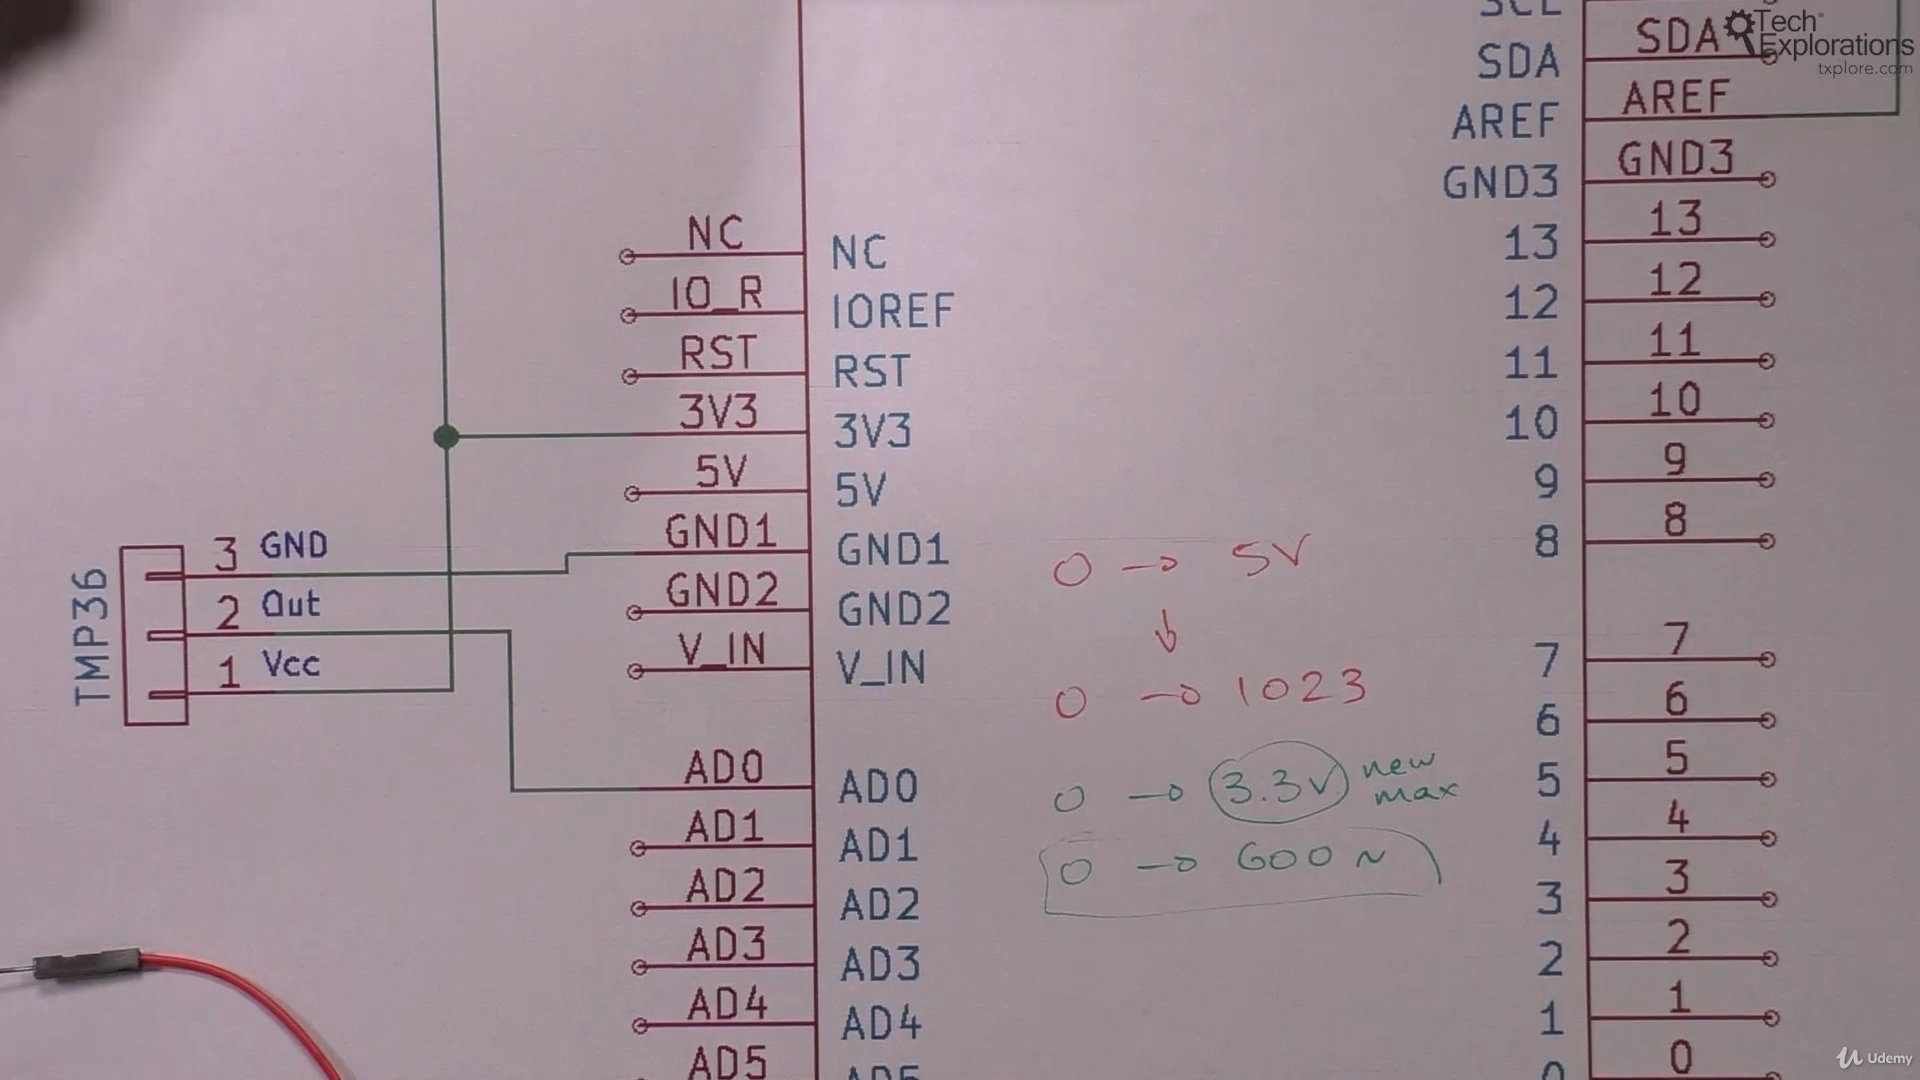 SCL
SDA
SDA
AREF
AREF
GND3
GND3
13
13
12
12
11
11
10
10
9
9
8
8
7
7
6
6
5
5
4
4
3
3
2
2
1
1
0
0
NC
NC
IO_R
IOREF
RST
RST
3V3
3V3
5V
5V
GND1
GND1
GND2
GND2
V_IN
V_IN
AD0
AD0
AD1
AD1
AD2
AD2
AD3
AD3
AD4
AD4
AD5
AD5
TMP36
3 GND
2 Out
1 Vcc
0 → 5V
↓
0 → 1023
0 → 3.3V new max
0 → 600 ~
Tech Explorations
txplore.com
Udemy